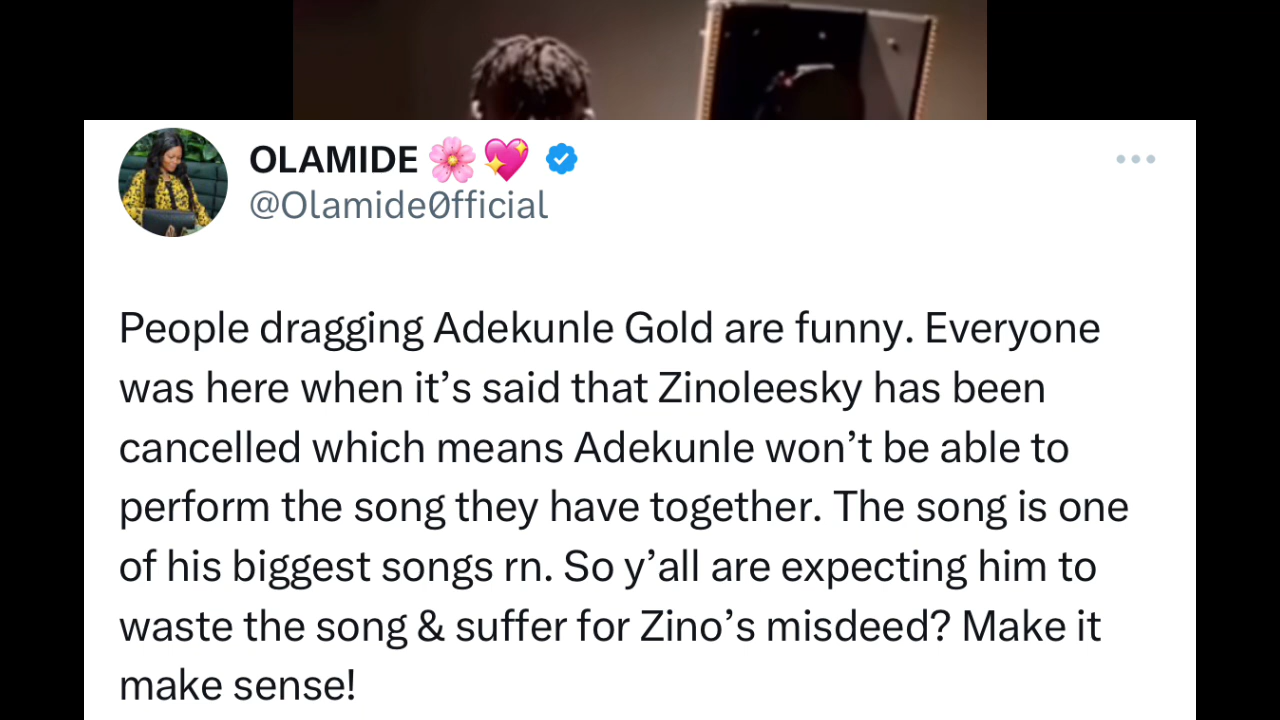 OLAMIDE 🌸💖
@Olamide0fficial
People dragging Adekunle Gold are funny. Everyone
was here when it’s said that Zinoleesky has been
cancelled which means Adekunle won’t be able to
perform the song they have together. The song is one
of his biggest songs rn. So y’all are expecting him to
waste the song & suffer for Zino’s misdeed? Make it
make sense!